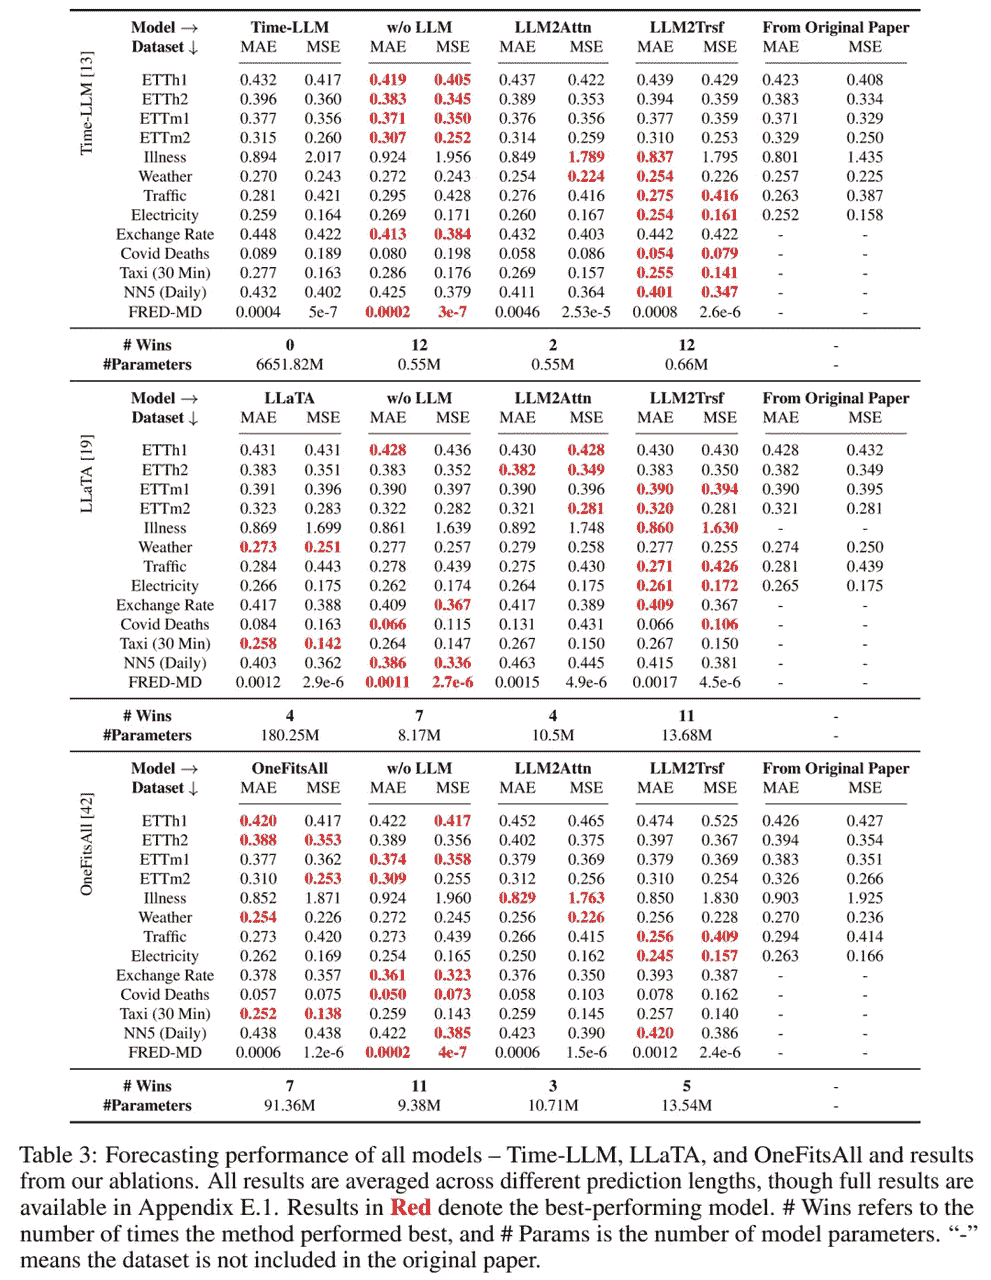 Model → Time-LLM w/o LLM LLM2Attn LLM2Trsf From Original Paper
Dataset ↓ MAE MSE MAE MSE MAE MSE MAE MSE MAE MSE
Time-LLM [13]
ETTh1 0.432 0.417 0.419 0.405 0.437 0.422 0.439 0.429 0.423 0.408
ETTh2 0.396 0.360 0.383 0.345 0.389 0.353 0.394 0.359 0.383 0.334
ETTm1 0.377 0.356 0.371 0.350 0.376 0.356 0.377 0.359 0.371 0.329
ETTm2 0.315 0.260 0.307 0.252 0.314 0.259 0.310 0.253 0.329 0.250
Illness 0.894 2.017 0.924 1.956 0.849 1.789 0.837 1.795 0.801 1.435
Weather 0.270 0.243 0.272 0.243 0.254 0.224 0.254 0.226 0.257 0.225
Traffic 0.281 0.421 0.295 0.428 0.276 0.416 0.275 0.416 0.263 0.387
Electricity 0.259 0.164 0.269 0.171 0.260 0.167 0.254 0.161 0.252 0.158
Exchange Rate 0.448 0.422 0.413 0.384 0.432 0.403 0.442 0.422 - -
Covid Deaths 0.089 0.189 0.080 0.198 0.058 0.086 0.054 0.079 - -
Taxi (30 Min) 0.277 0.163 0.286 0.176 0.269 0.157 0.255 0.141 - -
NN5 (Daily) 0.432 0.402 0.425 0.379 0.411 0.364 0.401 0.347 - -
FRED-MD 0.0004 5e-7 0.0002 3e-7 0.0046 2.53e-5 0.0008 2.6e-6 - -
# Wins 0 12 2 12 -
#Parameters 6651.82M 0.55M 0.55M 0.66M -
Model → LLaTA w/o LLM LLM2Attn LLM2Trsf From Original Paper
Dataset ↓ MAE MSE MAE MSE MAE MSE MAE MSE MAE MSE
LLaTA [19]
ETTh1 0.431 0.431 0.428 0.436 0.430 0.428 0.430 0.430 0.428 0.432
ETTh2 0.383 0.351 0.383 0.352 0.382 0.349 0.383 0.350 0.382 0.349
ETTm1 0.391 0.396 0.390 0.397 0.390 0.396 0.390 0.394 0.390 0.395
ETTm2 0.323 0.283 0.322 0.282 0.321 0.281 0.320 0.281 0.321 0.281
Illness 0.869 1.699 0.861 1.639 0.892 1.748 0.860 1.630 - -
Weather 0.273 0.251 0.277 0.257 0.279 0.258 0.277 0.255 0.274 0.250
Traffic 0.284 0.443 0.278 0.439 0.275 0.430 0.271 0.426 0.281 0.439
Electricity 0.266 0.175 0.262 0.174 0.264 0.175 0.261 0.172 0.265 0.175
Exchange Rate 0.417 0.388 0.409 0.367 0.417 0.389 0.409 0.367 - -
Covid Deaths 0.084 0.163 0.066 0.115 0.131 0.431 0.066 0.106 - -
Taxi (30 Min) 0.258 0.142 0.264 0.147 0.267 0.150 0.267 0.150 - -
NN5 (Daily) 0.403 0.362 0.386 0.336 0.463 0.445 0.415 0.381 - -
FRED-MD 0.0012 2.9e-6 0.0011 2.7e-6 0.0015 4.9e-6 0.0017 4.5e-6 - -
# Wins 4 7 4 11 -
#Parameters 180.25M 8.17M 10.5M 13.68M -
Model → OneFitsAll w/o LLM LLM2Attn LLM2Trsf From Original Paper
Dataset ↓ MAE MSE MAE MSE MAE MSE MAE MSE MAE MSE
OneFitsAll [42]
ETTh1 0.420 0.417 0.422 0.417 0.452 0.465 0.474 0.525 0.426 0.427
ETTh2 0.388 0.353 0.389 0.356 0.402 0.375 0.397 0.367 0.394 0.354
ETTm1 0.377 0.362 0.374 0.358 0.379 0.369 0.379 0.369 0.383 0.351
ETTm2 0.310 0.253 0.309 0.255 0.312 0.256 0.310 0.254 0.326 0.266
Illness 0.852 1.871 0.924 1.960 0.829 1.763 0.850 1.830 0.903 1.925
Weather 0.254 0.226 0.272 0.245 0.256 0.226 0.256 0.228 0.270 0.236
Traffic 0.273 0.420 0.273 0.439 0.266 0.415 0.256 0.409 0.294 0.414
Electricity 0.262 0.169 0.254 0.165 0.250 0.162 0.245 0.157 0.263 0.166
Exchange Rate 0.378 0.357 0.361 0.323 0.376 0.350 0.393 0.387 - -
Covid Deaths 0.057 0.075 0.050 0.073 0.058 0.103 0.078 0.162 - -
Taxi (30 Min) 0.252 0.138 0.259 0.143 0.259 0.145 0.257 0.140 - -
NN5 (Daily) 0.438 0.438 0.422 0.385 0.423 0.390 0.420 0.386 - -
FRED-MD 0.0006 1.2e-6 0.0002 4e-7 0.0006 1.5e-6 0.0012 2.4e-6 - -
# Wins 7 11 3 5 -
#Parameters 91.36M 9.38M 10.71M 13.54M -
Table 3: Forecasting performance of all models – Time-LLM, LLaTA, and OneFitsAll and results
from our ablations. All results are averaged across different prediction lengths, though full results are
available in Appendix E.1. Results in Red denote the best-performing model. # Wins refers to the
number of times the method performed best, and # Params is the number of model parameters. “-”
means the dataset is not included in the original paper.